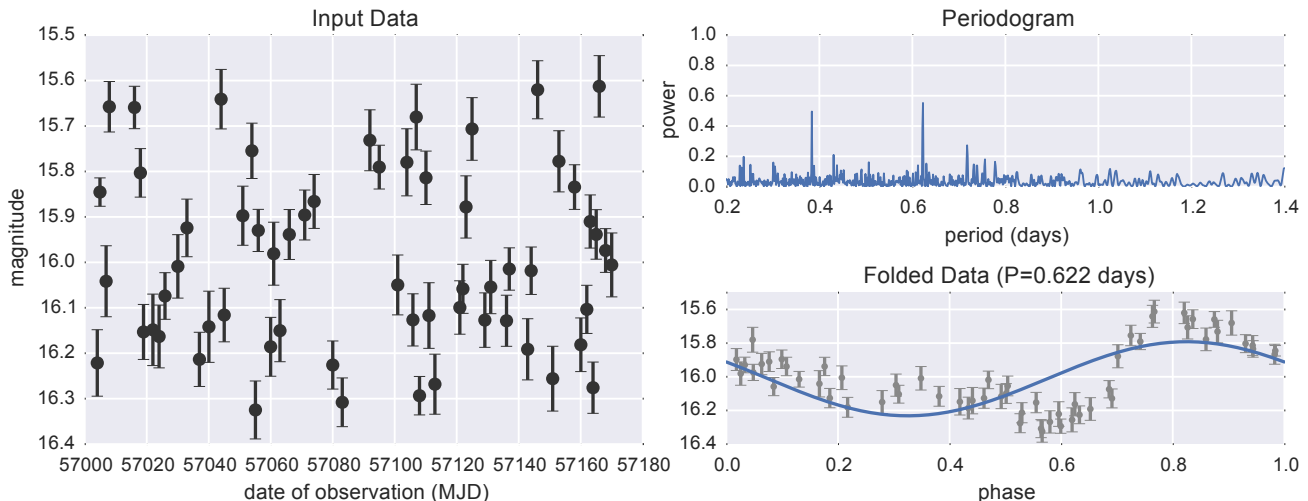 Input Data
magnitude
15.5
15.6
15.7
15.8
15.9
16.0
16.1
16.2
16.3
16.4
57000 57020 57040 57060 57080 57100 57120 57140 57160 57180
date of observation (MJD)
Periodogram
power
1.0
0.8
0.6
0.4
0.2
0.0
0.2 0.4 0.6 0.8 1.0 1.2 1.4
period (days)
Folded Data (P=0.622 days)
15.6
15.8
16.0
16.2
16.4
0.0 0.2 0.4 0.6 0.8 1.0
phase